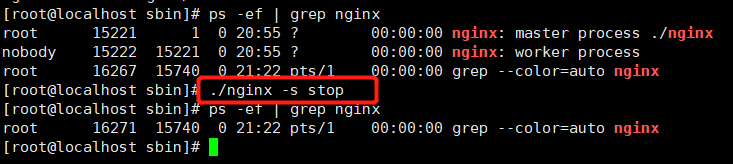 [root@localhost sbin]# ps -ef | grep nginx
root     15221     1  0 20:55 ?        00:00:00 nginx: master process ./nginx
nobody   15222 15221  0 20:55 ?        00:00:00 nginx: worker process
root     16267 15740  0 21:22 pts/1    00:00:00 grep --color=auto nginx
[root@localhost sbin]# ./nginx -s stop
[root@localhost sbin]# ps -ef | grep nginx
root     16271 15740  0 21:22 pts/1    00:00:00 grep --color=auto nginx
[root@localhost sbin]#